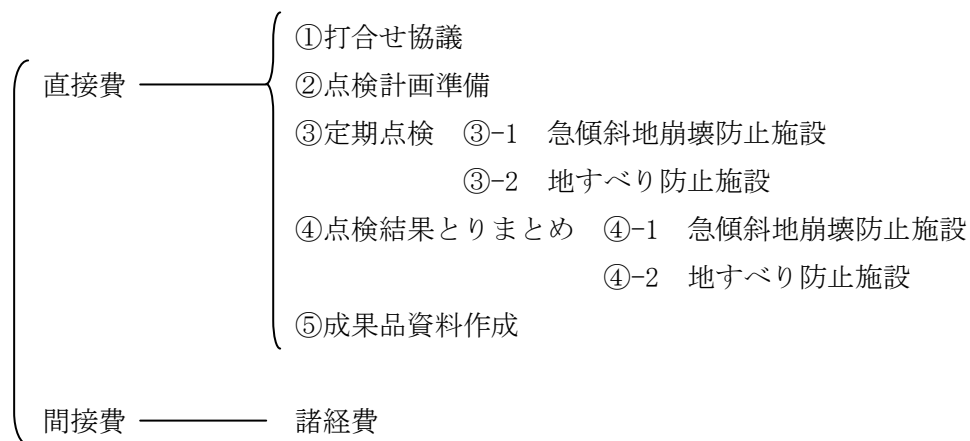 ①打合せ協議
直接費
②点検計画準備
③定期点検　③-1　急傾斜地崩壊防止施設
③-2　地すべり防止施設
④点検結果とりまとめ　④-1　急傾斜地崩壊防止施設
④-2　地すべり防止施設
⑤成果品資料作成
間接費　諸経費